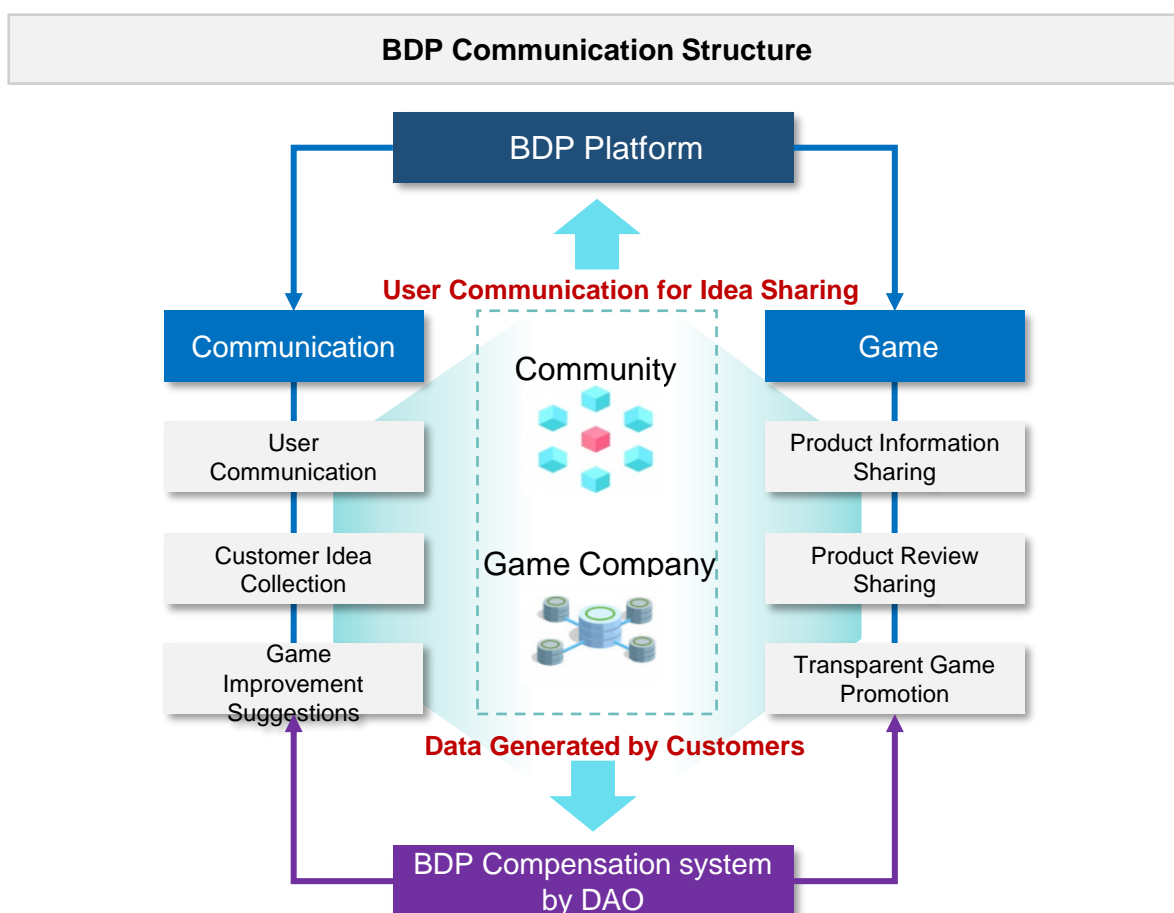 BDP Communication Structure
BDP Platform
User Communication for Idea Sharing
Communication
User
Communication
Customer Idea
Collection
Game
Improvement
Suggestions
Community
Game Company
Game
Product Information
Sharing
Product Review
Sharing
Transparent Game
Promotion
Data Generated by Customers
BDP Compensation system
by DAO